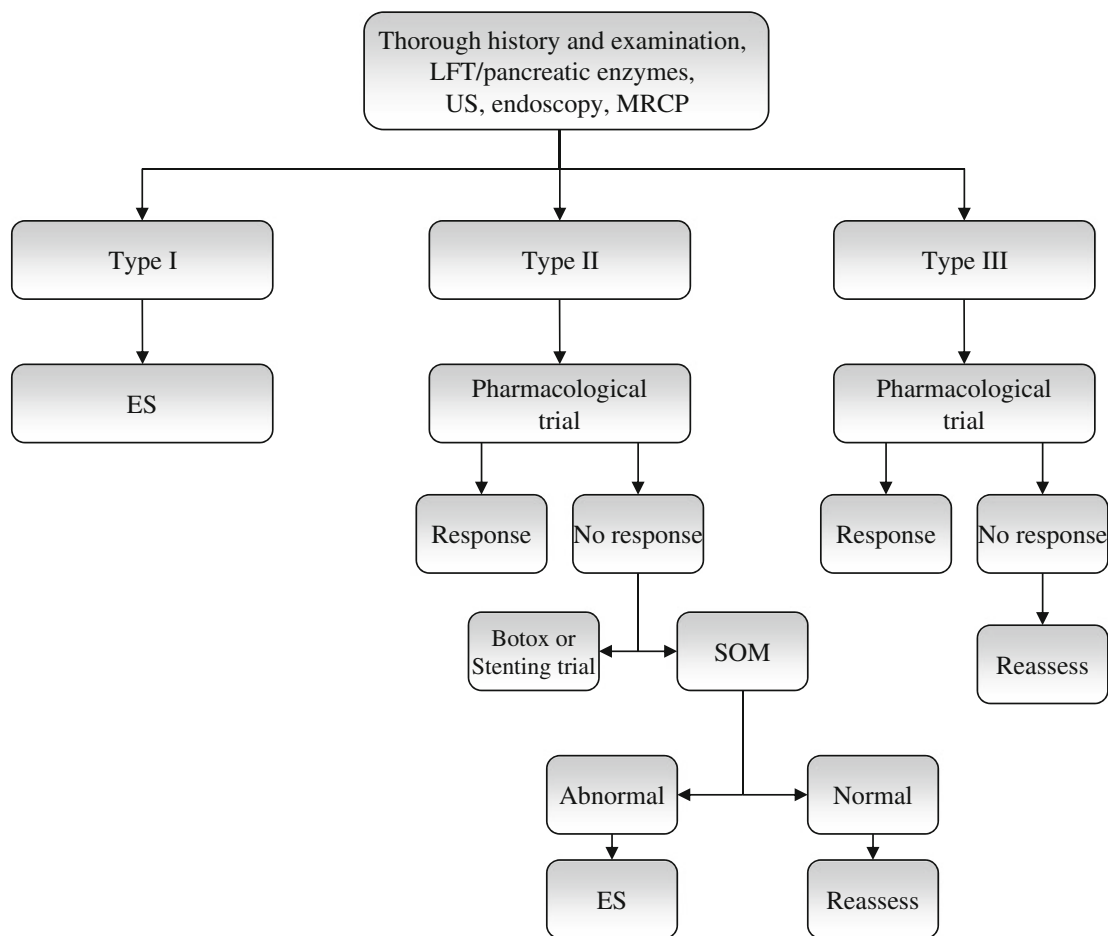 Thorough history and examination,
LFT/pancreatic enzymes,
US, endoscopy, MRCP
Type I
Type II
Type III
ES
Pharmacological
trial
Pharmacological
trial
Response
No response
Response
No response
Botox or
Stenting trial
SOM
Reassess
Abnormal
Normal
ES
Reassess